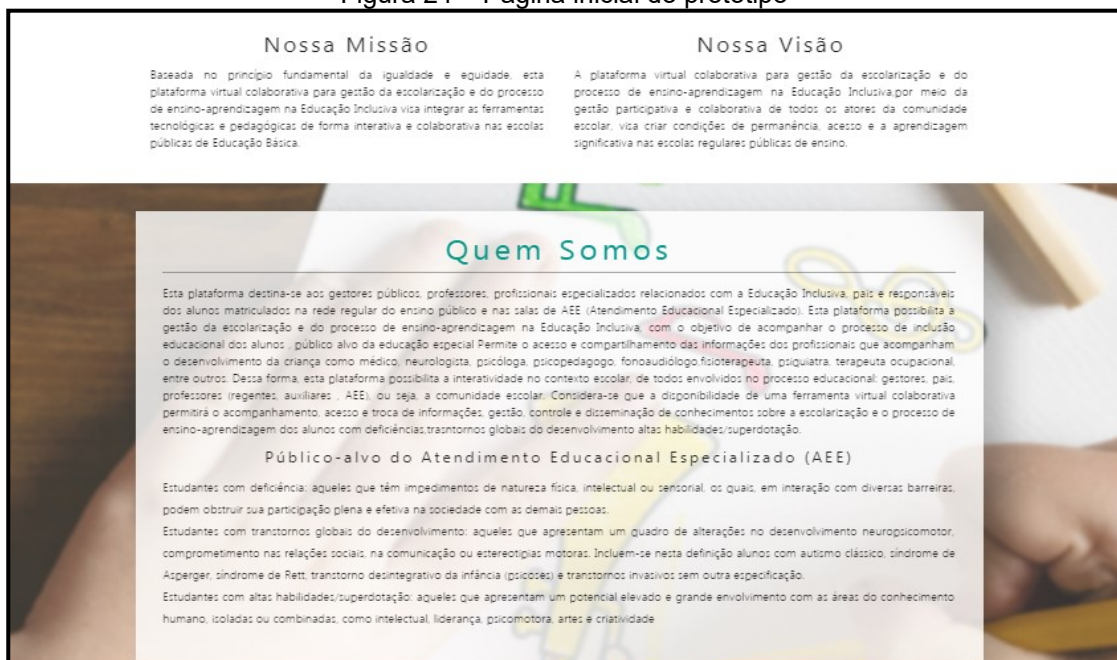 Figura 21 – Página inicial do protótipo
Nossa Missão
Baseada no princípio fundamental da igualdade e equidade, esta
plataforma virtual colaborativa para gestão da escolarização e do processo
de ensino-aprendizagem na Educação Inclusiva visa integrar as ferramentas
tecnológicas e pedagógicas de forma interativa e colaborativa nas escolas
públicas de Educação Básica.
Nossa Visão
A plataforma virtual colaborativa para gestão da escolarização e do
processo de ensino-aprendizagem na Educação Inclusiva,por meio da
gestão participativa e colaborativa de todos os atores da comunidade
escolar, visa criar condições de permanência, acesso e a aprendizagem
significativa nas escolas regulares públicas de ensino.
Quem Somos
Esta plataforma destina-se aos gestores públicos, professores, profissionais especializados relacionados com a Educação Inclusiva, pais e responsáveis
dos alunos matriculados na rede regular do ensino público e nas salas de AEE (Atendimento Educacional Especializado). Esta plataforma possibilita a
gestão da escolarização e do processo de ensino-aprendizagem na Educação Inclusiva, com o objetivo de acompanhar o processo de inclusão
educacional dos alunos , público alvo da educação especial Permite o acesso e compartilhamento das informações dos profissionais que acompanham
o desenvolvimento da criança como médico, neurologista, psicóloga, psicopedagogo, fonoaudiólogo,fisioterapeuta, psiquiatra, terapeuta ocupacional,
entre outros. Dessa forma, esta plataforma possibilita a interatividade no contexto escolar, de todos envolvidos no processo educacional: gestores, pais,
professores (regentes, auxiliares , AEE), ou seja, a comunidade escolar. Considera-se que a disponibilidade de uma ferramenta virtual colaborativa
permitirá o acompanhamento, acesso e troca de informações, gestão, controle e disseminação de conhecimentos sobre a escolarização e o processo de
ensino-aprendizagem dos alunos com deficiências,trasntornos globais do desenvolvimento altas habilidades/superdotação.
Público-alvo do Atendimento Educacional Especializado (AEE)
Estudantes com deficiência: aqueles que têm impedimentos de natureza física, intelectual ou sensorial, os quais, em interação com diversas barreiras,
podem obstruir sua participação plena e efetiva na sociedade com as demais pessoas.
Estudantes com transtornos globais do desenvolvimento: aqueles que apresentam um quadro de alterações no desenvolvimento neuropsicomotor,
comprometimento nas relações sociais, na comunicação ou estereotipias motoras. Incluem-se nesta definição alunos com autismo clássico, síndrome de
Asperger, síndrome de Rett, transtorno desintegrativo da infância (psicoses) e transtornos invasivos sem outra especificação.
Estudantes com altas habilidades/superdotação: aqueles que apresentam um potencial elevado e grande envolvimento com as áreas do conhecimento
humano, isoladas ou combinadas, como intelectual, liderança, psicomotora, artes e criatividade